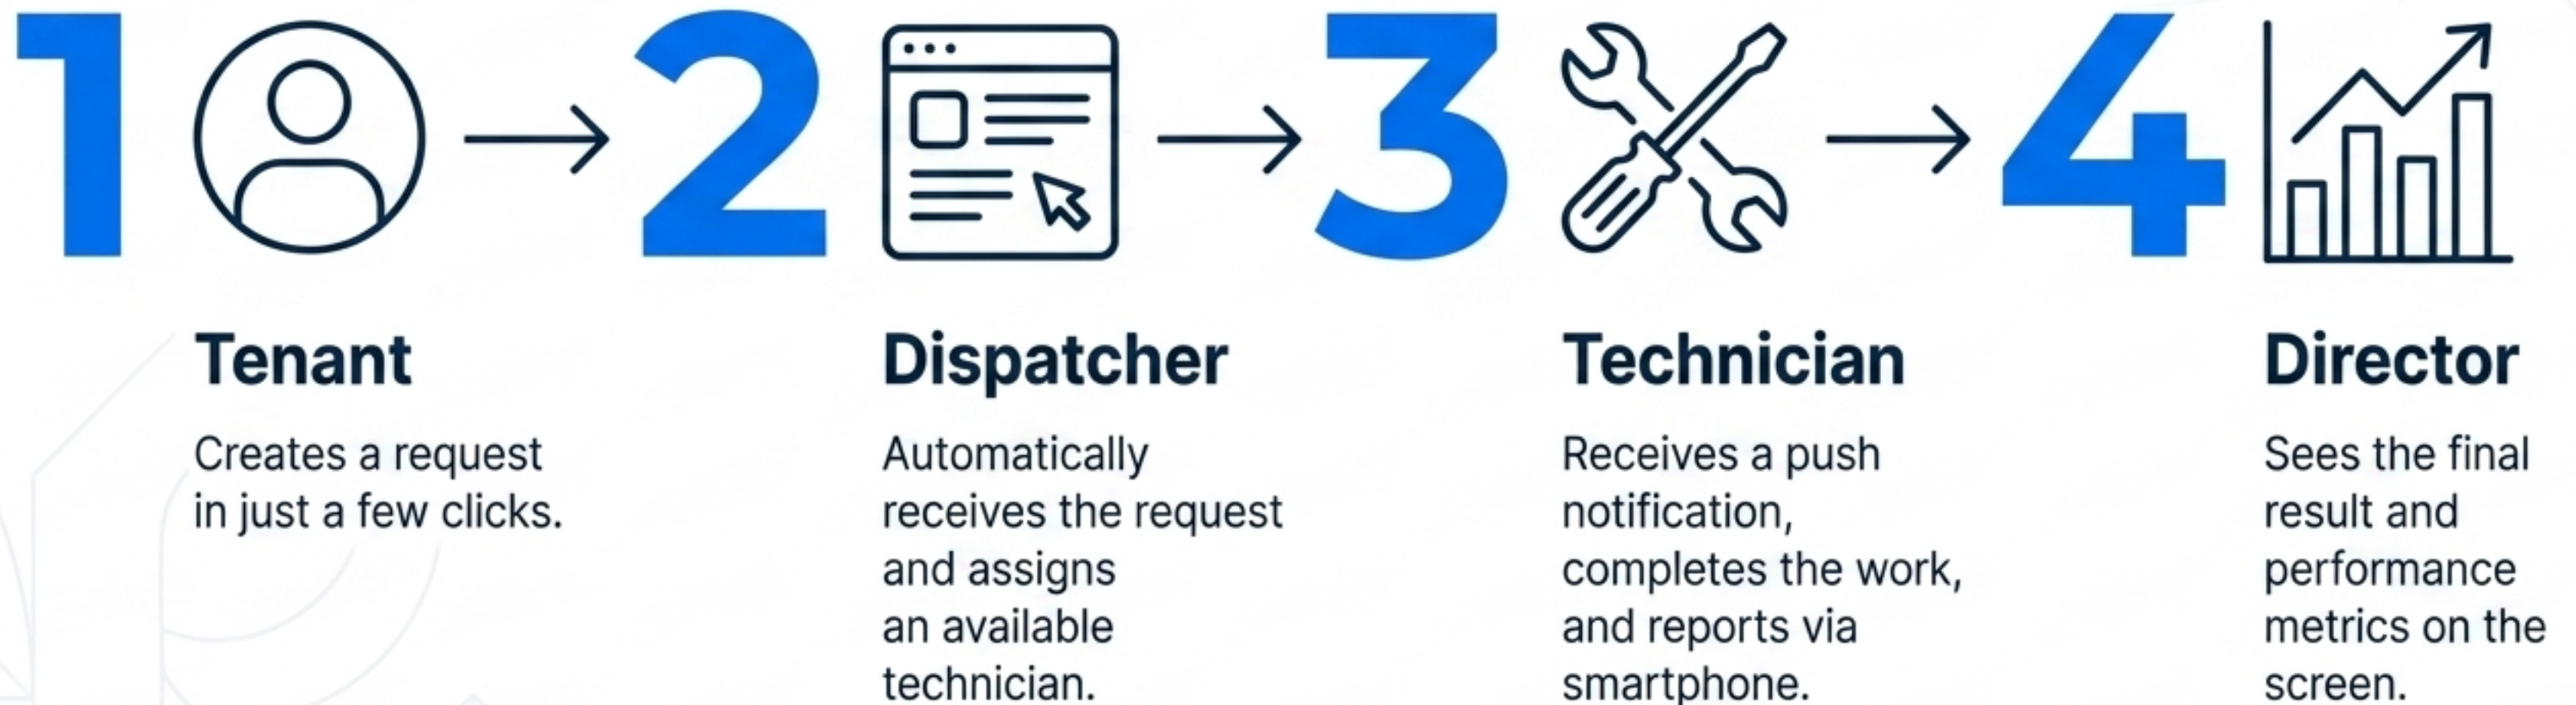 1
2
3
4
Tenant
Creates a request
in just a few clicks.
Dispatcher
Automatically
receives the request
and assigns
an available
technician.
Technician
Receives a push
notification,
completes the work,
and reports via
smartphone.
Director
Sees the final
result and
performance
metrics on the
screen.